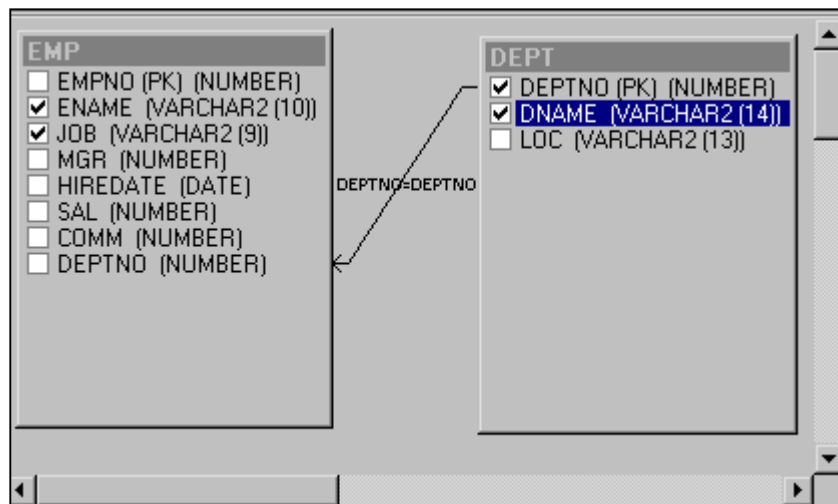 EMP
EMPNO (PK) (NUMBER)
ENAME (VARCHAR2 (10))
JOB (VARCHAR2 (9))
MGR (NUMBER)
HIREDATE (DATE)
SAL (NUMBER)
COMM (NUMBER)
DEPTNO (NUMBER)
DEPTNO=DEPTNO
DEPT
DEPTNO (PK) (NUMBER)
DNAME (VARCHAR2 (14))
LOC (VARCHAR2 (13))